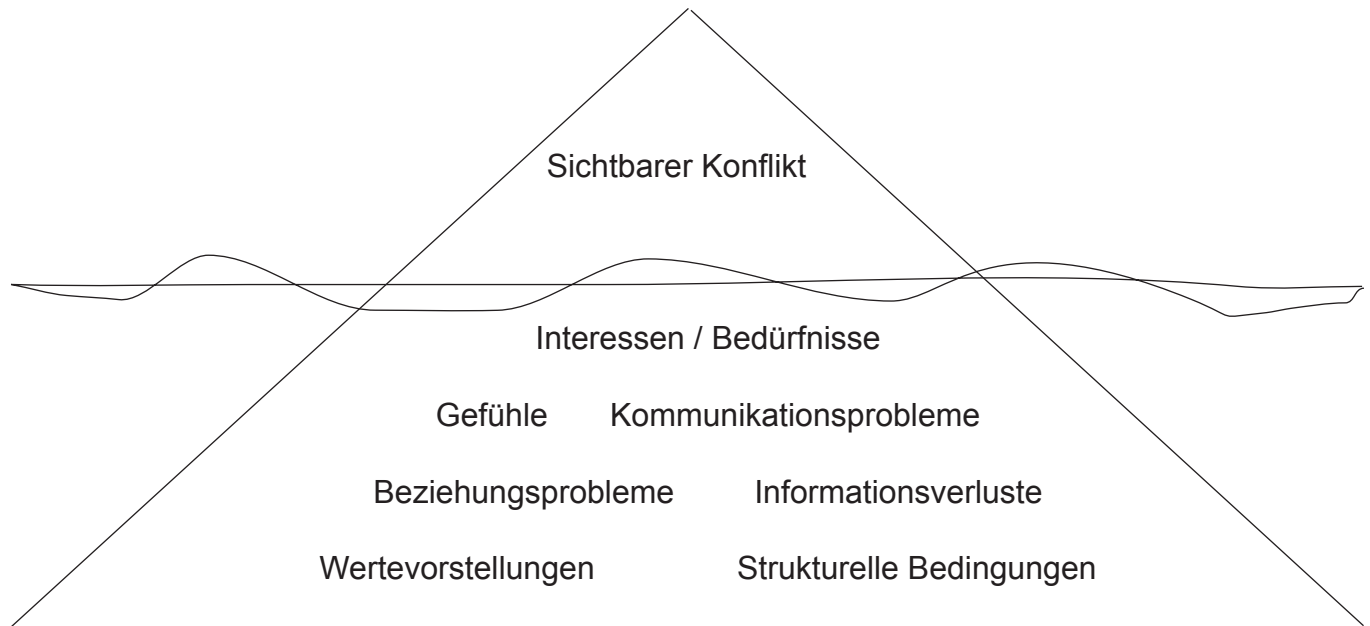 Sichtbarer Konflikt
Interessen / Bedürfnisse
Gefühle Kommunikationsprobleme
Beziehungsprobleme Informationsverluste
Wertevorstellungen Strukturelle Bedingungen